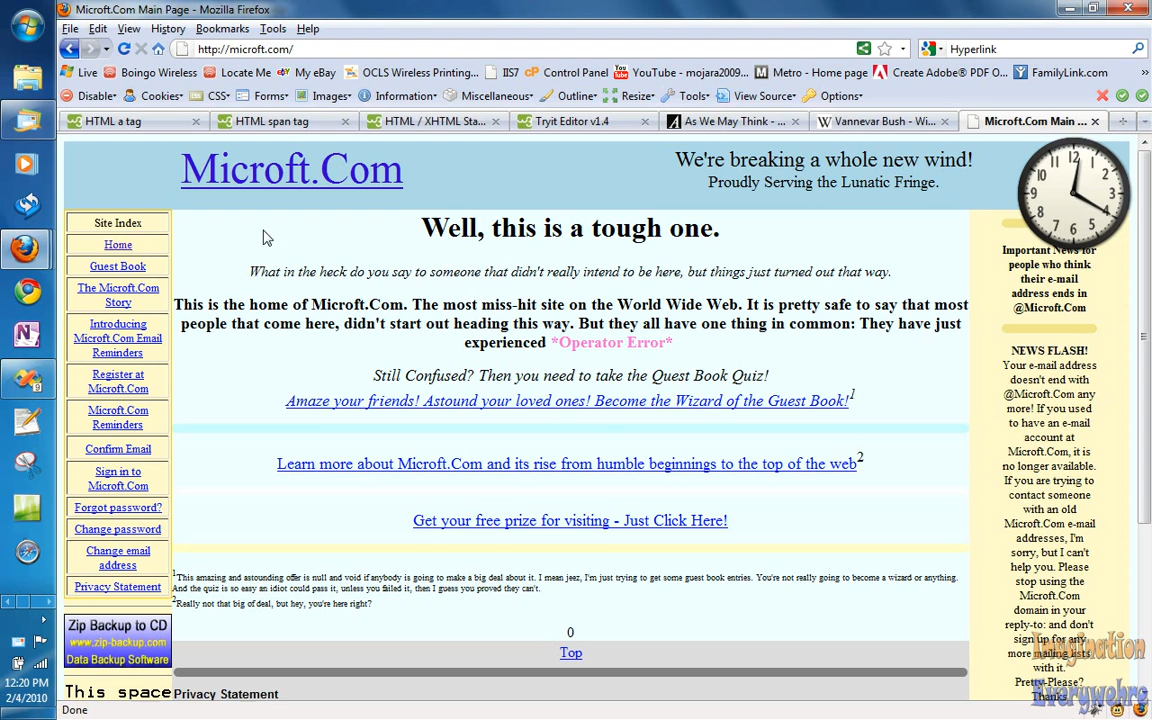 Microft.Com Main Page - Mozilla Firefox
File Edit View History Bookmarks Tools Help
http://microft.com/
Hyperlink
Live Boingo Wireless Locate Me My eBay OCLS Wireless Printing... IIS7 Control Panel YouTube - mojara2009... Metro - Home page Create Adobe® PDF O... FamilyLink.com
Disable Cookies CSS Forms Images Information Miscellaneous Outline Resize Tools View Source Options
HTML a tag
HTML span tag
HTML / XHTML Sta...
Tryit Editor v1.4
As We May Think - ...
Vannevar Bush - Wi...
Microft.Com Main ...
Microft.Com
We're breaking a whole new wind!
Proudly Serving the Lunatic Fringe.
12
11
10
9
8
7
6
5
4
3
2
1
Site Index
Home
Guest Book
The Microft.Com
Story
Introducing
Microft.Com Email
Reminders
Register at
Microft.Com
Microft.Com
Reminders
Confirm Email
Sign in to
Microft.Com
Forgot password?
Change password
Change email
address
Privacy Statement
Zip Backup to CD
www.zip-backup.com
Data Backup Software
This space
Well, this is a tough one.
What in the heck do you say to someone that didn't really intend to be here, but things just turned out that way.
This is the home of Microft.Com. The most miss-hit site on the World Wide Web. It is pretty safe to say that most
people that come here, didn't start out heading this way. But they all have one thing in common: They have just
experienced *Operator Error*
Still Confused? Then you need to take the Quest Book Quiz!
Amaze your friends! Astound your loved ones! Become the Wizard of the Guest Book!1
Learn more about Microft.Com and its rise from humble beginnings to the top of the web2
Get your free prize for visiting - Just Click Here!
1This amazing and astounding offer is null and void if anybody is going to make a big deal about it. I mean jeez, I'm just trying to get some guest book entries. You're not really going to become a wizard or anything.
And the quiz is so easy an idiot could pass it, unless you failed it, then I guess you proved they can't.
2Really not that big of deal, but hey, you're here right?
0
Top
Privacy Statement
Important News for
people who think
their e-mail
address ends in
@Microft.Com
NEWS FLASH!
Your e-mail address
doesn't end with
@Microft.Com any
more! If you used
to have an e-mail
account at
Microft.Com, it is
no longer available.
If you are trying to
contact someone
with an old
Microft.Com e-mail
addresses, I'm
sorry, but I can't
help you. Please
stop using the
Microft.Com
domain in your
reply-to: and don't
sign up for any
more mailing lists
with it.
Pretty-Please?
Thanks
Imagination
Everywehre
12:20 PM
2/4/2010
Done